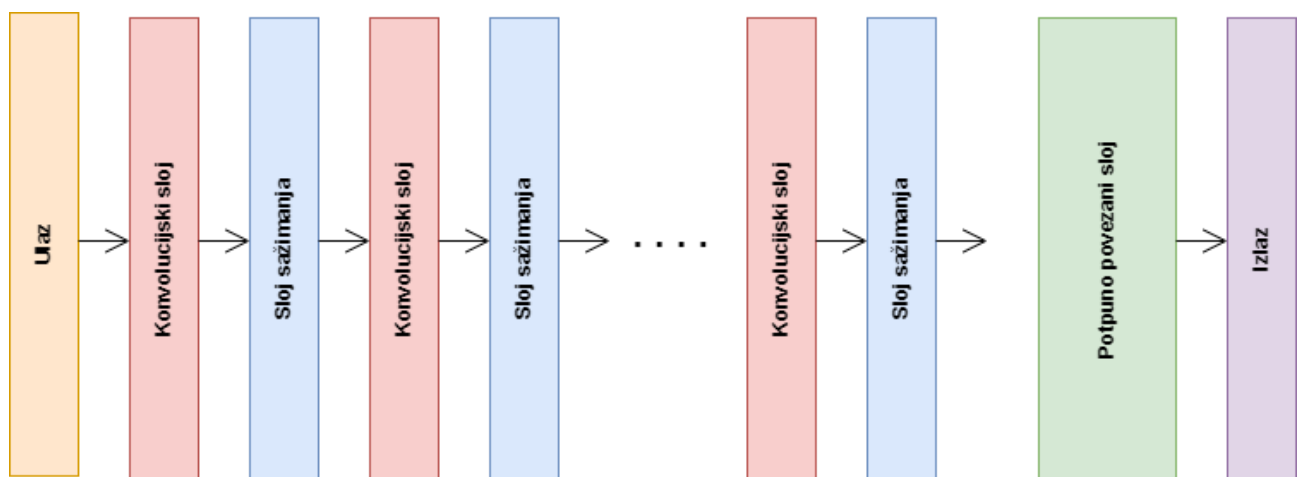 Ulaz
Konvolucijski sloj
Sloj sažimanja
Konvolucijski sloj
Sloj sažimanja
. . . .
Konvolucijski sloj
Sloj sažimanja
Potpuno povezani sloj
Izlaz